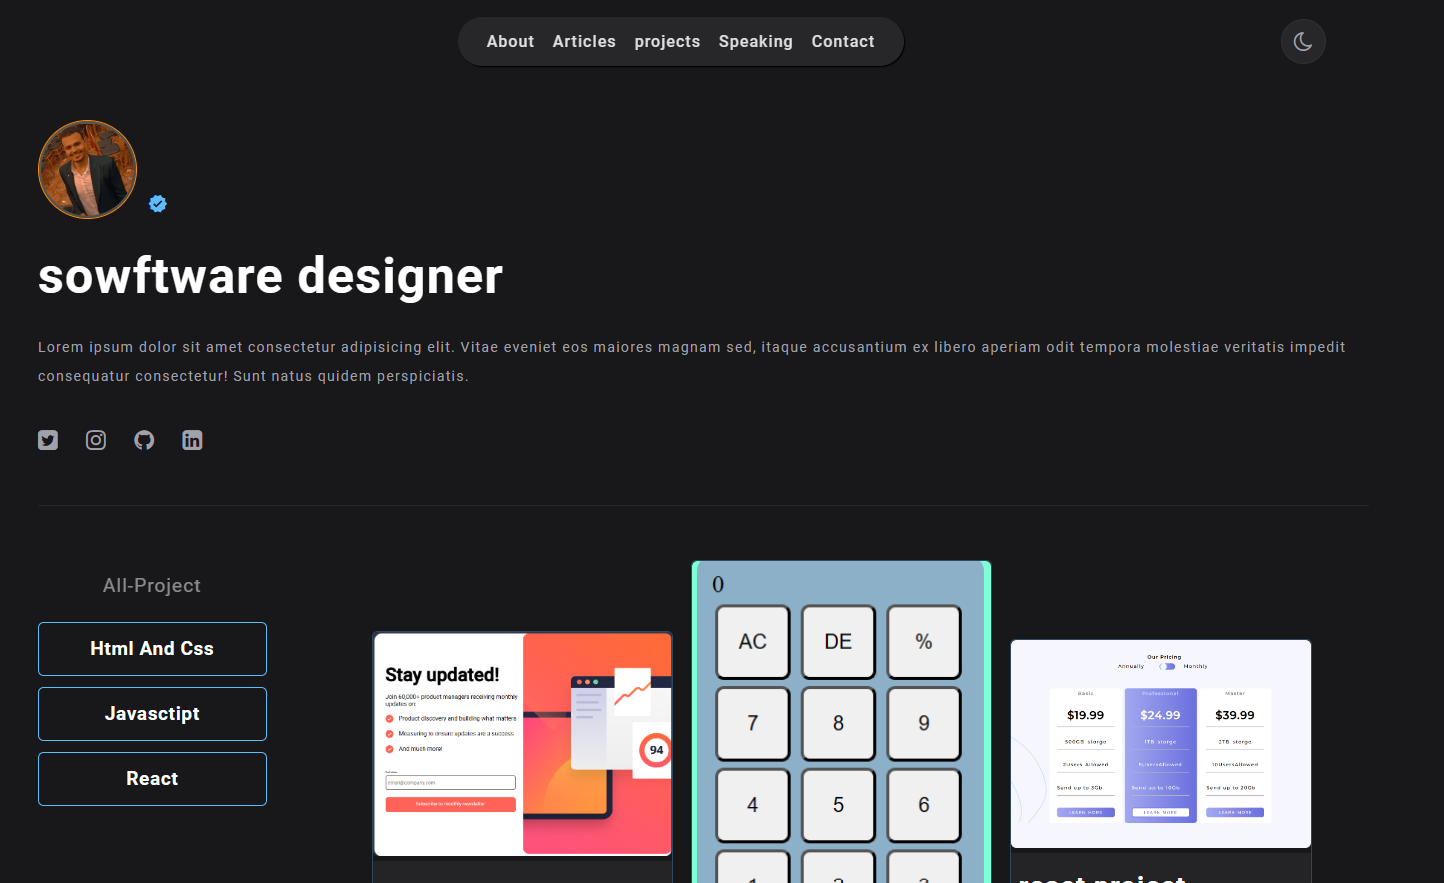 About Articles projects Speaking Contact
sowftware designer
Lorem ipsum dolor sit amet consectetur adipisicing elit. Vitae eveniet eos maiores magnam sed, itaque accusantium ex libero aperiam odit tempora molestiae veritatis impedit
consequatur consectetur! Sunt natus quidem perspiciatis.
All-Project
Html And Css
Javasctipt
React
Stay updated!
Join 60,000+ product managers receiving monthly
updates on:
Product discovery and building what matters
Measuring to ensure updates are a success
And much more!
email@company.com
Subscribe to monthly newsletter
94
0
AC DE %
7 8 9
4 5 6
1 2 3
Our Pricing
Annually Monthly
Basic Professional Master
$19.99 $24.99 $39.99
500GB storge 1TB storge 2TB storge
2Users Allowed 5UsersAllowed 10UsersAllowed
Send up to 3Gb Send up to 10Gb Send up to 20Gb
LEARN MORE LEARN MORE LEARN MORE
react project